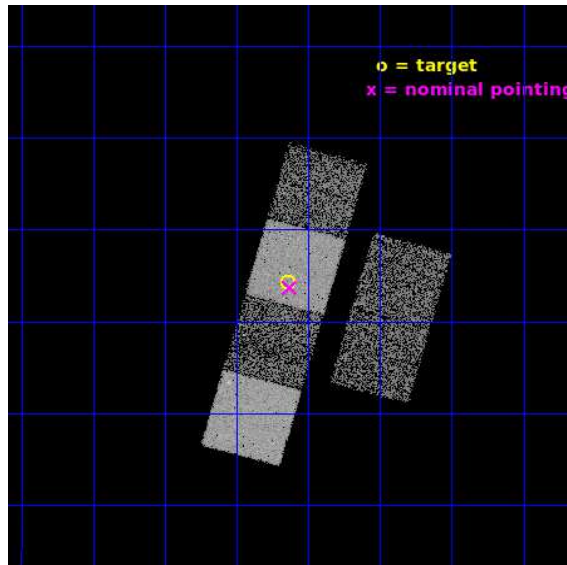 o = target
x = nominal pointing